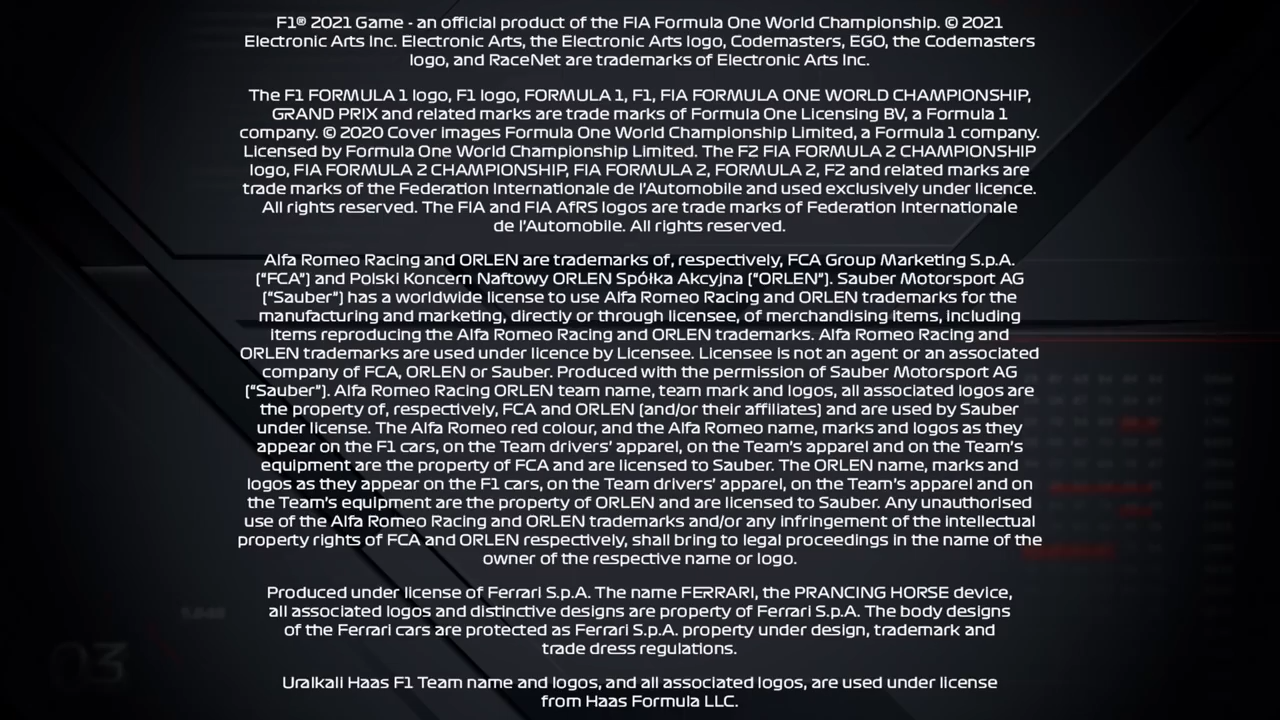 F1® 2021 Game - an official product of the FIA Formula One World Championship. © 2021
Electronic Arts Inc. Electronic Arts, the Electronic Arts logo, Codemasters, EGO, the Codemasters
logo, and RaceNet are trademarks of Electronic Arts Inc.
The F1 FORMULA 1 logo, F1 logo, FORMULA 1, F1, FIA FORMULA ONE WORLD CHAMPIONSHIP,
GRAND PRIX and related marks are trade marks of Formula One Licensing BV, a Formula 1
company. © 2020 Cover images Formula One World Championship Limited, a Formula 1 company.
Licensed by Formula One World Championship Limited. The F2 FIA FORMULA 2 CHAMPIONSHIP
logo, FIA FORMULA 2 CHAMPIONSHIP, FIA FORMULA 2, FORMULA 2, F2 and related marks are
trade marks of the Federation Internationale de l'Automobile and used exclusively under licence.
All rights reserved. The FIA and FIA AfRS logos are trade marks of Federation Internationale
de l'Automobile. All rights reserved.
Alfa Romeo Racing and ORLEN are trademarks of, respectively, FCA Group Marketing S.p.A.
("FCA") and Polski Koncern Naftowy ORLEN Spółka Akcyjna ("ORLEN"). Sauber Motorsport AG
("Sauber") has a worldwide license to use Alfa Romeo Racing and ORLEN trademarks for the
manufacturing and marketing, directly or through licensee, of merchandising items, including
items reproducing the Alfa Romeo Racing and ORLEN trademarks. Alfa Romeo Racing and
ORLEN trademarks are used under licence by Licensee. Licensee is not an agent or an associated
company of FCA, ORLEN or Sauber. Produced with the permission of Sauber Motorsport AG
("Sauber"). Alfa Romeo Racing ORLEN team name, team mark and logos, all associated logos are
the property of, respectively, FCA and ORLEN (and/or their affiliates) and are used by Sauber
under license. The Alfa Romeo red colour, and the Alfa Romeo name, marks and logos as they
appear on the F1 cars, on the Team drivers' apparel, on the Team's apparel and on the Team's
equipment are the property of FCA and are licensed to Sauber. The ORLEN name, marks and
logos as they appear on the F1 cars, on the Team drivers' apparel, on the Team's apparel and on
the Team's equipment are the property of ORLEN and are licensed to Sauber. Any unauthorised
use of the Alfa Romeo Racing and ORLEN trademarks and/or any infringement of the intellectual
property rights of FCA and ORLEN respectively, shall bring to legal proceedings in the name of the
owner of the respective name or logo.
Produced under license of Ferrari S.p.A. The name FERRARI, the PRANCING HORSE device,
all associated logos and distinctive designs are property of Ferrari S.p.A. The body designs
of the Ferrari cars are protected as Ferrari S.p.A. property under design, trademark and
trade dress regulations.
Uralkali Haas F1 Team name and logos, and all associated logos, are used under license
from Haas Formula LLC.
03